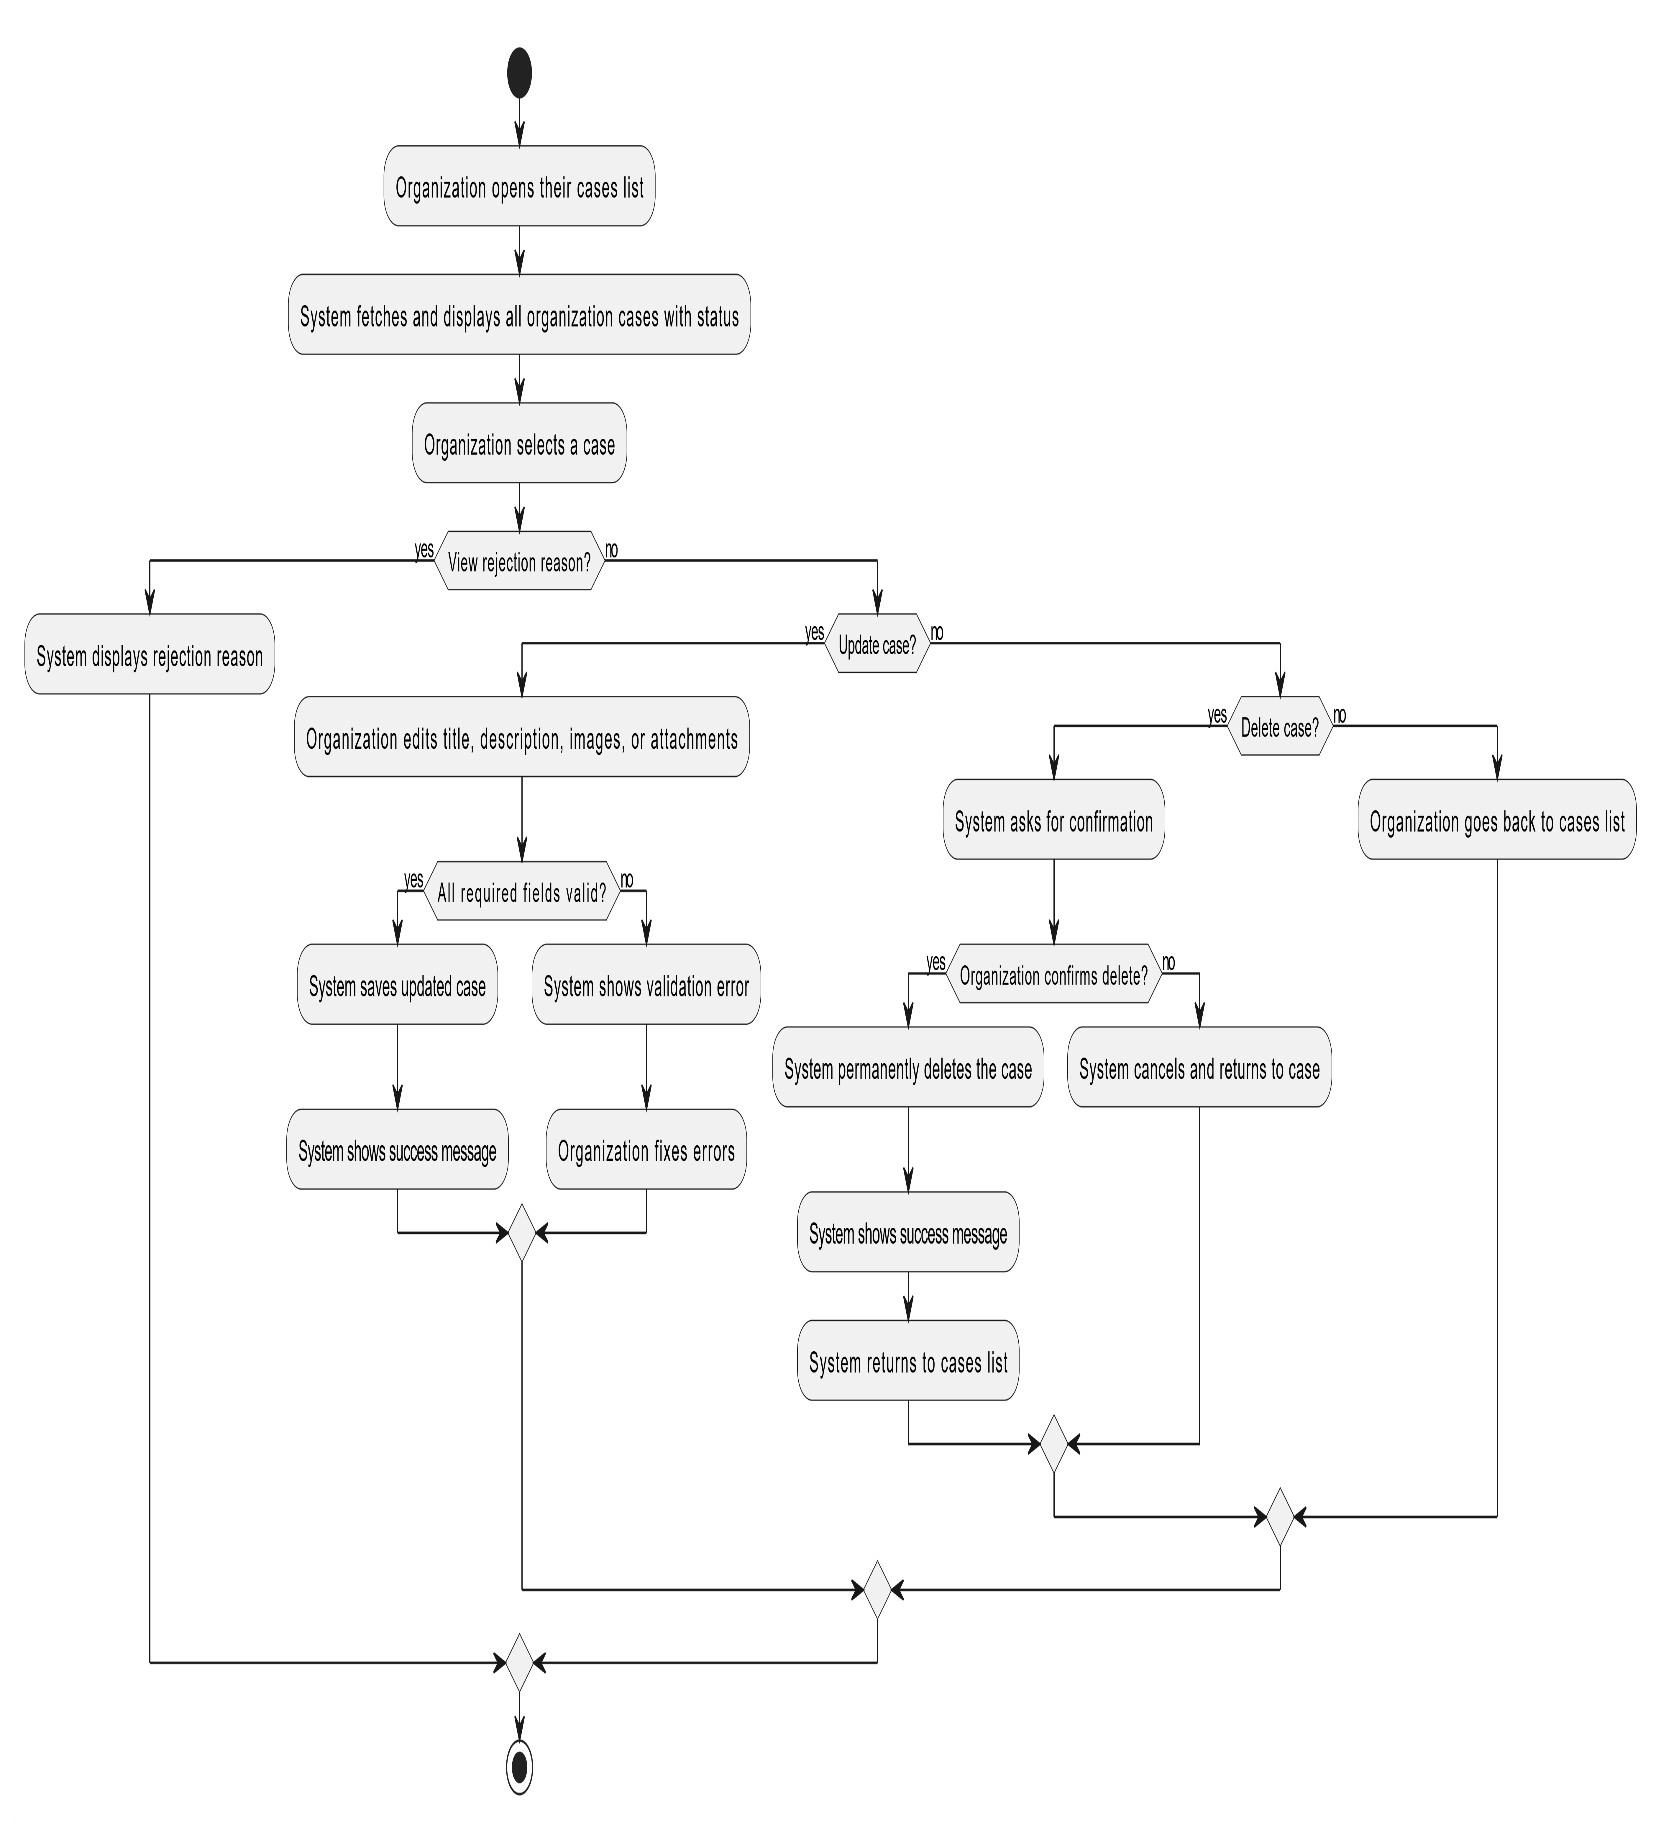 Organization opens their cases list
System fetches and displays all organization cases with status
Organization selects a case
yes
View rejection reason?
no
System displays rejection reason
yes
Update case?
no
Organization edits title, description, images, or attachments
yes
Delete case?
no
System asks for confirmation
Organization goes back to cases list
yes
All required fields valid?
no
System saves updated case
System shows validation error
yes
Organization confirms delete?
no
System permanently deletes the case
System cancels and returns to case
System shows success message
Organization fixes errors
System shows success message
System returns to cases list